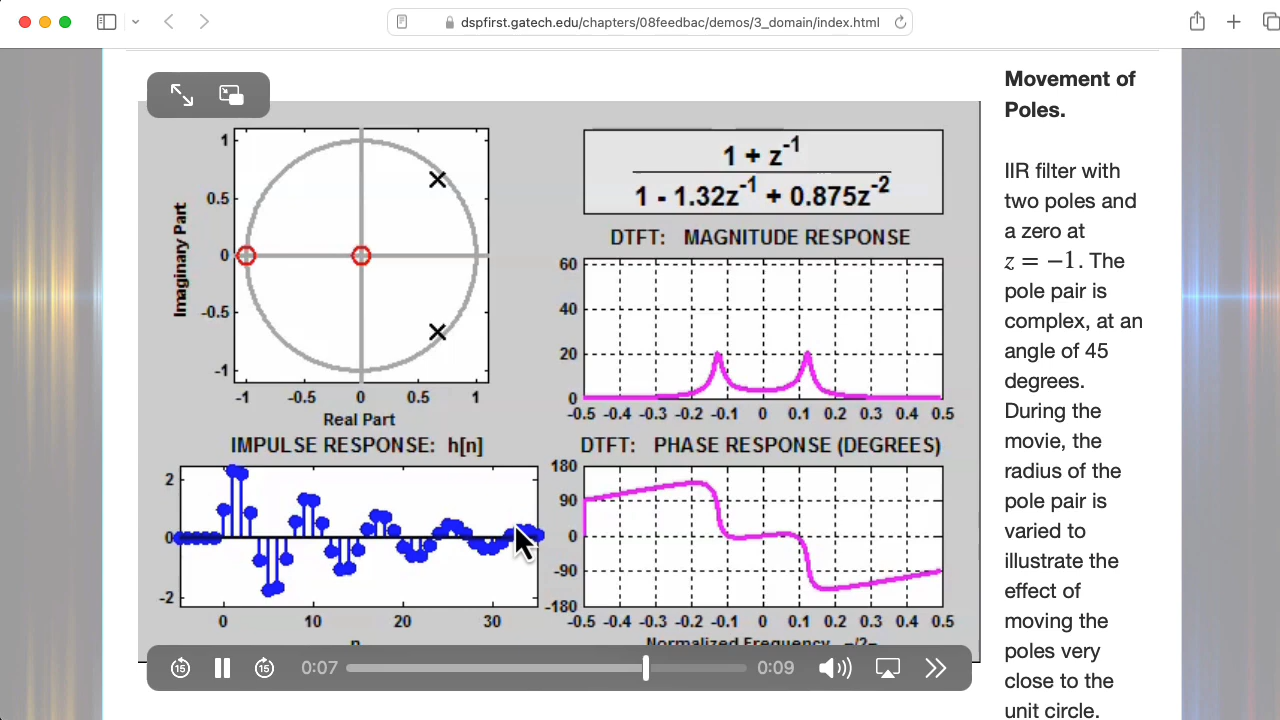 dspfirst.gatech.edu/chapters/08feedbac/demos/3_domain/index.html
Movement of
Poles.
IIR filter with
two poles and
a zero at
z = −1. The
pole pair is
complex, at an
angle of 45
degrees.
During the
movie, the
radius of the
pole pair is
varied to
illustrate the
effect of
moving the
poles very
close to the
unit circle.
1
0.5
0
-0.5
-1
Imaginary Part
-1 -0.5 0 0.5 1
Real Part
1 + z^-1
1 - 1.32z^-1 + 0.875z^-2
DTFT: MAGNITUDE RESPONSE
60
40
20
0
-0.5 -0.4 -0.3 -0.2 -0.1 0 0.1 0.2 0.3 0.4 0.5
IMPULSE RESPONSE: h[n]
2
0
-2
0 10 20 30
n
DTFT: PHASE RESPONSE (DEGREES)
180
90
0
-90
-180
-0.5 -0.4 -0.3 -0.2 -0.1 0 0.1 0.2 0.3 0.4 0.5
Normalized Frequency
15 15 0:07 0:09